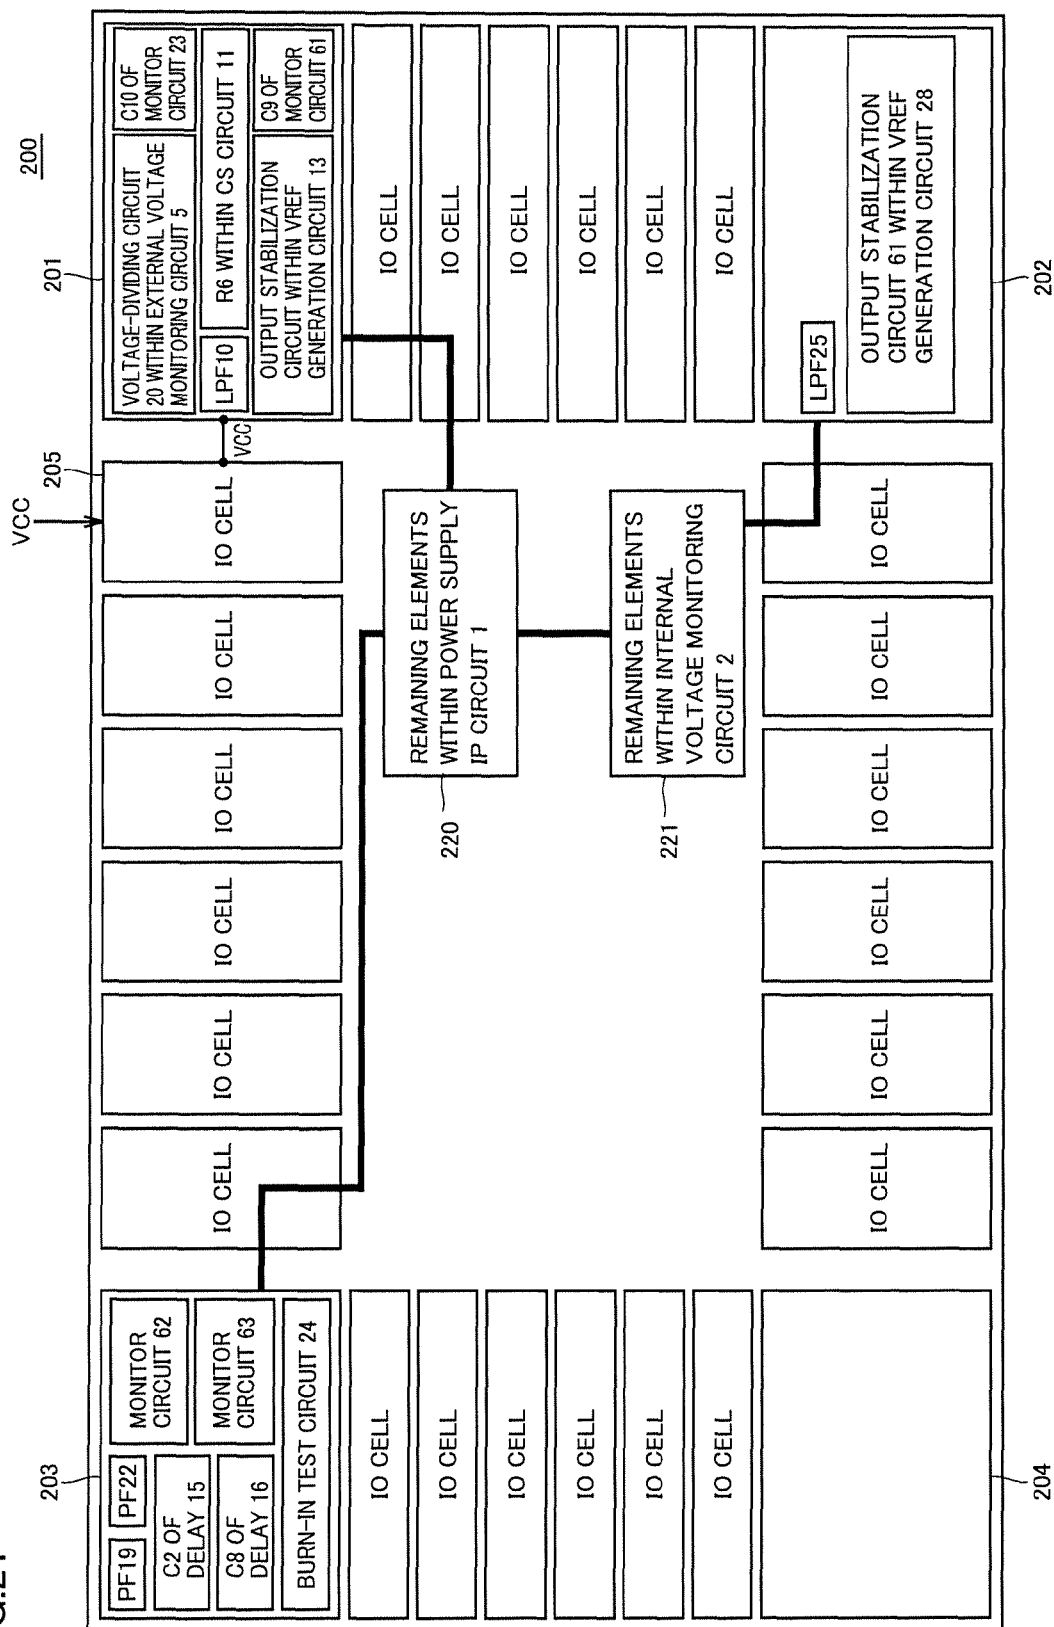 G.21
200
VCC
203
205
201
PF19
PF22
MONITOR
CIRCUIT 62
C2 OF
DELAY 15
C8 OF
DELAY 16
MONITOR
CIRCUIT 63
BURN-IN TEST CIRCUIT 24
IO CELL
IO CELL
IO CELL
IO CELL
IO CELL
IO CELL
VCC
VOLTAGE-DIVIDING CIRCUIT
20 WITHIN EXTERNAL VOLTAGE
MONITORING CIRCUIT 5
C10 OF
MONITOR
CIRCUIT 23
LPF10
R6 WITHIN CS CIRCUIT 11
OUTPUT STABILIZATION
CIRCUIT WITHIN VREF
GENERATION CIRCUIT 13
C9 OF
MONITOR
CIRCUIT 61
IO CELL
IO CELL
IO CELL
IO CELL
IO CELL
IO CELL
REMAINING ELEMENTS
WITHIN POWER SUPPLY
IP CIRCUIT 1
220
REMAINING ELEMENTS
WITHIN INTERNAL
VOLTAGE MONITORING
CIRCUIT 2
221
IO CELL
IO CELL
IO CELL
IO CELL
IO CELL
IO CELL
IO CELL
IO CELL
IO CELL
IO CELL
IO CELL
IO CELL
LPF25
OUTPUT STABILIZATION
CIRCUIT 61 WITHIN VREF
GENERATION CIRCUIT 28
204
202